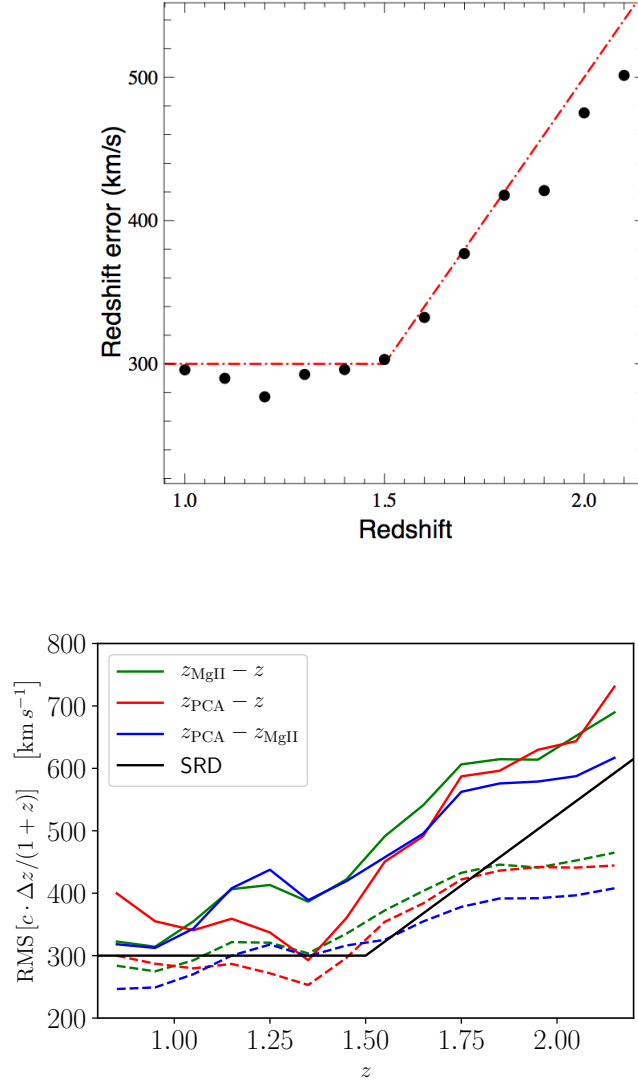 500
400
300
Redshift error (km/s)
1.0
1.5
2.0
Redshift
800
700
600
500
400
300
200
RMS [c · Δz/(1 + z)] [km s⁻¹]
z_MgII − z
z_PCA − z
z_PCA − z_MgII
SRD
1.00
1.25
1.50
1.75
2.00
z